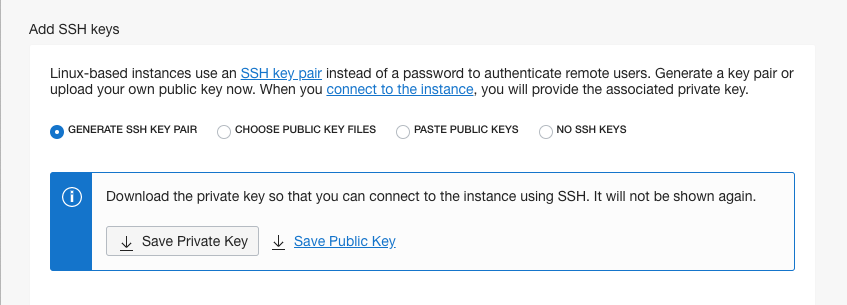 Add SSH keys
Linux-based instances use an SSH key pair instead of a password to authenticate remote users. Generate a key pair or
upload your own public key now. When you connect to the instance, you will provide the associated private key.
GENERATE SSH KEY PAIR CHOOSE PUBLIC KEY FILES PASTE PUBLIC KEYS NO SSH KEYS
Download the private key so that you can connect to the instance using SSH. It will not be shown again.
Save Private Key Save Public Key